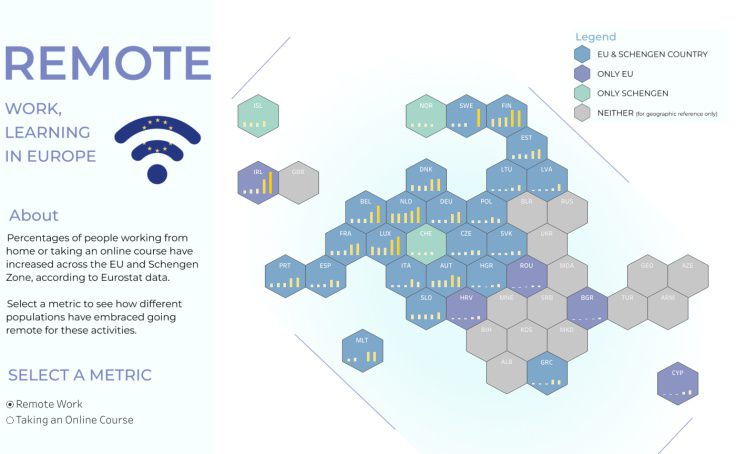 REMOTE
WORK,
LEARNING
IN EUROPE
About
Percentages of people working from
home or taking an online course have
increased across the EU and Schengen
Zone, according to Eurostat data.
Select a metric to see how different
populations have embraced going
remote for these activities.
SELECT A METRIC
Remote Work
Taking an Online Course
Legend
EU & SCHENGEN COUNTRY
ONLY EU
ONLY SCHENGEN
NEITHER (for geographic reference only)
ISL NOR SWE FIN
EST
IRL GBR DNK LTU LVA
BEL NLD DEU POL BLR RUS
FRA LUX CHE CZE SVK UKR
PRT ESP ITA AUT HGR ROU MDA GEO AZE
SLO HRV MNE SRB BGR TUR ARM
BIH KOS MKD
MLT
ALB GRC CYP